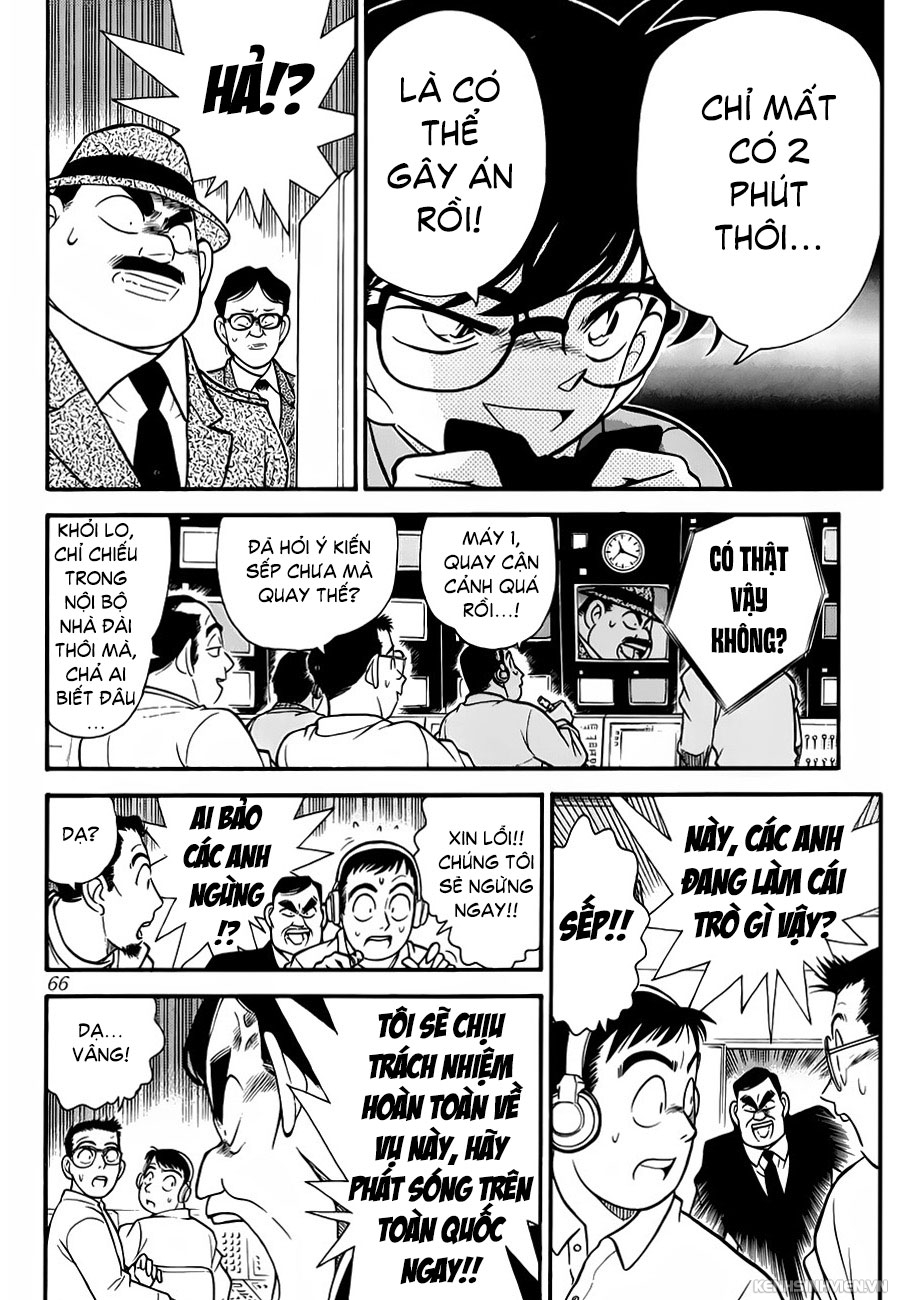 CHỈ MẤT
CÓ 2
PHÚT
THÔI...
LÀ CÓ
THỂ
GÂY ÁN
RỒI!
HẢ!?
CÓ THẬT
VẬY
KHÔNG?
MÁY 1,
QUAY CẬN
CẢNH QUÁ
RỒI...!
ĐÃ HỎI Ý KIẾN
SẾP CHƯA MÀ
QUAY THẾ?
KHỎI LO,
CHỈ CHIẾU
TRONG
NỘI BỘ
NHÀ ĐÀI
THÔI MÀ,
CHẢ AI
BIẾT ĐÂU
...
NÀY, CÁC ANH
ĐANG LÀM CÁI
TRÒ GÌ VẬY?
SẾP!!
XIN LỖI!!
CHÚNG TÔI
SẼ NGỪNG
NGAY!!
AI BẢO
CÁC ANH
NGỪNG
!?
DẠ?
66
TÔI SẼ CHỊU
TRÁCH NHIỆM
HOÀN TOÀN VỀ
VỤ NÀY, HÃY
PHÁT SÓNG TRÊN
TOÀN QUỐC
NGAY!!
DẠ...
VÂNG!
KENHSINHVIEN.VN